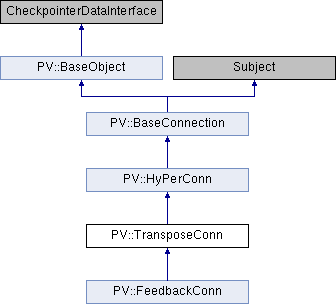 CheckpointerDataInterface
PV::BaseObject
Subject
PV::BaseConnection
PV::HyPerConn
PV::TransposeConn
PV::FeedbackConn